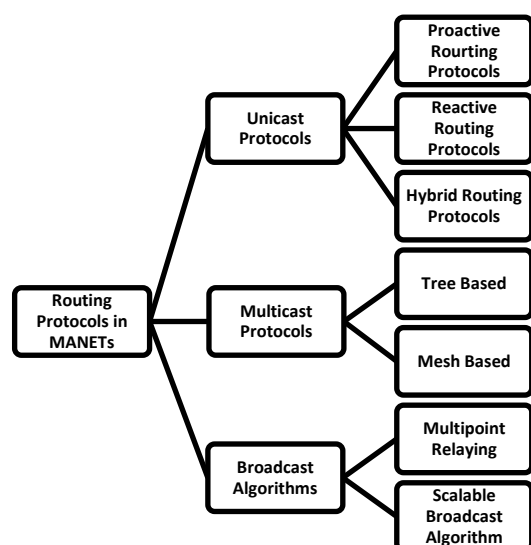 Proactive
Rourting
Protocols
Unicast
Protocols
Reactive
Routing
Protocols
Hybrid Routing
Protocols
Routing
Protocols in
MANETs
Multicast
Protocols
Tree Based
Mesh Based
Broadcast
Algorithms
Multipoint
Relaying
Scalable
Broadcast
Algorithm